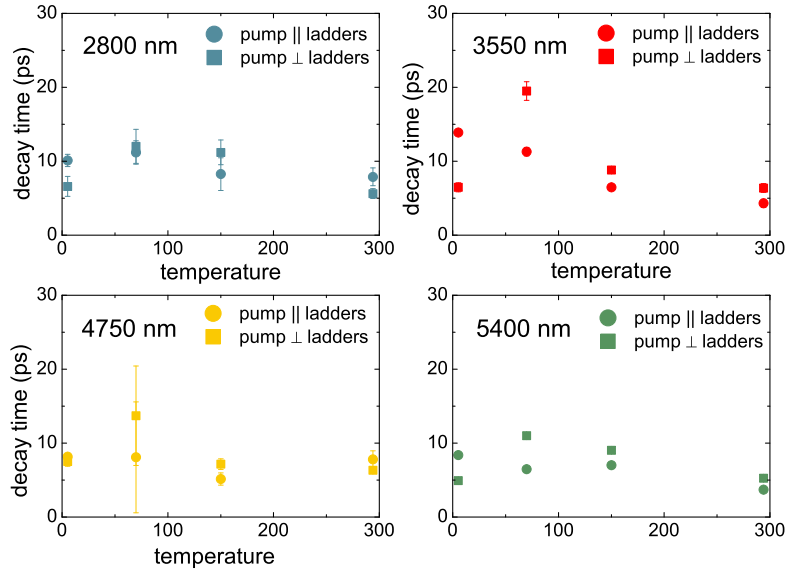 2800 nm
pump || ladders
pump ⊥ ladders
decay time (ps)
30
20
10
0
0
100
200
300
temperature
3550 nm
pump || ladders
pump ⊥ ladders
decay time (ps)
30
20
10
0
0
100
200
300
temperature
4750 nm
pump || ladders
pump ⊥ ladders
decay time (ps)
30
20
10
0
0
100
200
300
temperature
5400 nm
pump || ladders
pump ⊥ ladders
decay time (ps)
30
20
10
0
0
100
200
300